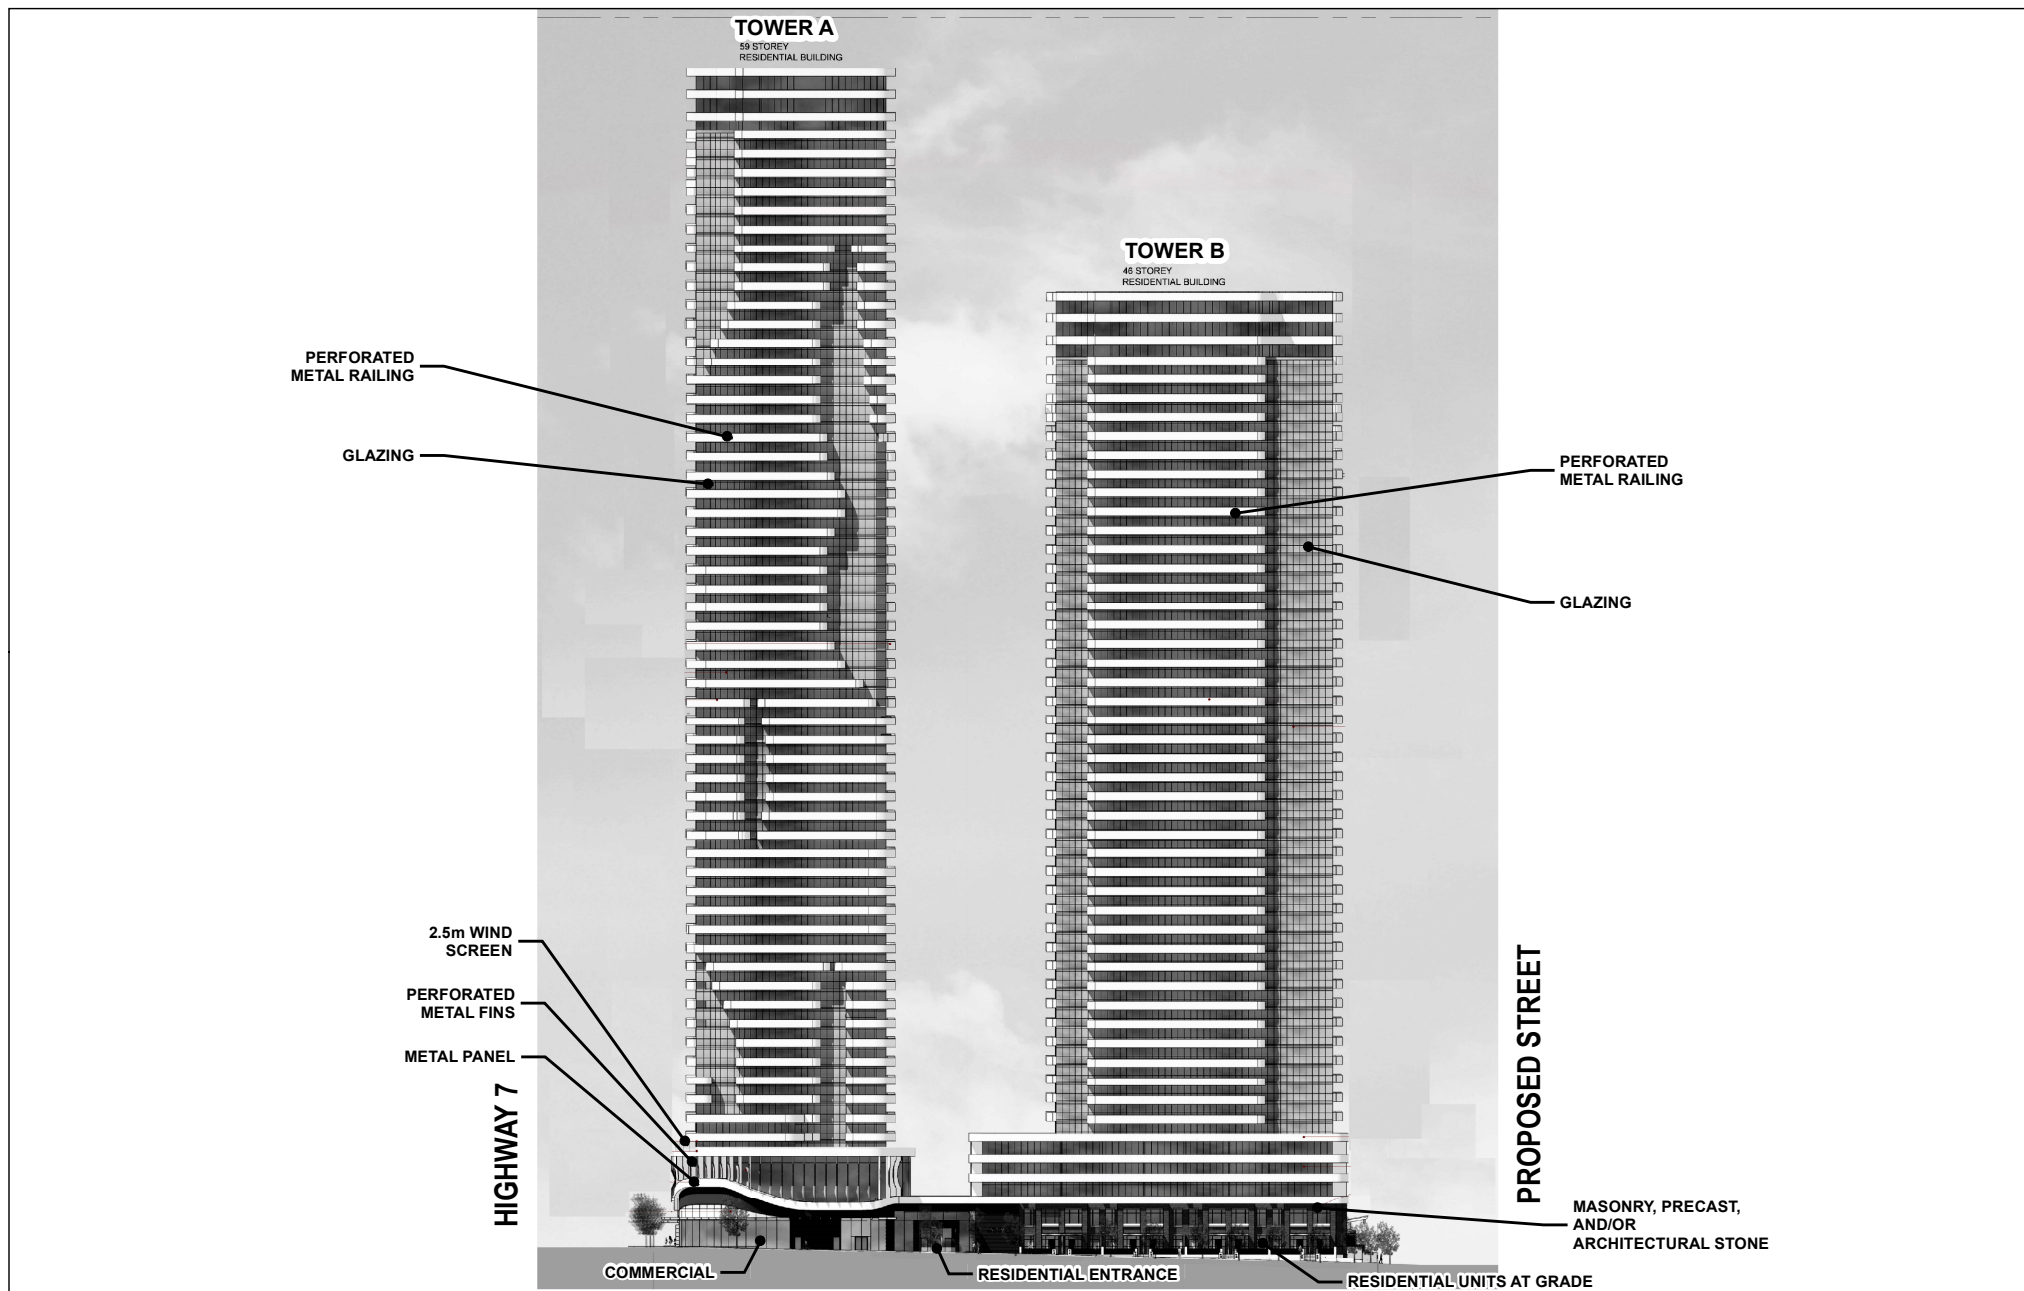 TOWER A
59 STOREY
RESIDENTIAL BUILDING
TOWER B
46 STOREY
RESIDENTIAL BUILDING
PERFORATED
METAL RAILING
GLAZING
PERFORATED
METAL RAILING
GLAZING
2.5m WIND
SCREEN
PERFORATED
METAL FINS
METAL PANEL
HIGHWAY 7
PROPOSED STREET
MASONRY, PRECAST,
AND/OR
ARCHITECTURAL STONE
COMMERCIAL
RESIDENTIAL ENTRANCE
RESIDENTIAL UNITS AT GRADE